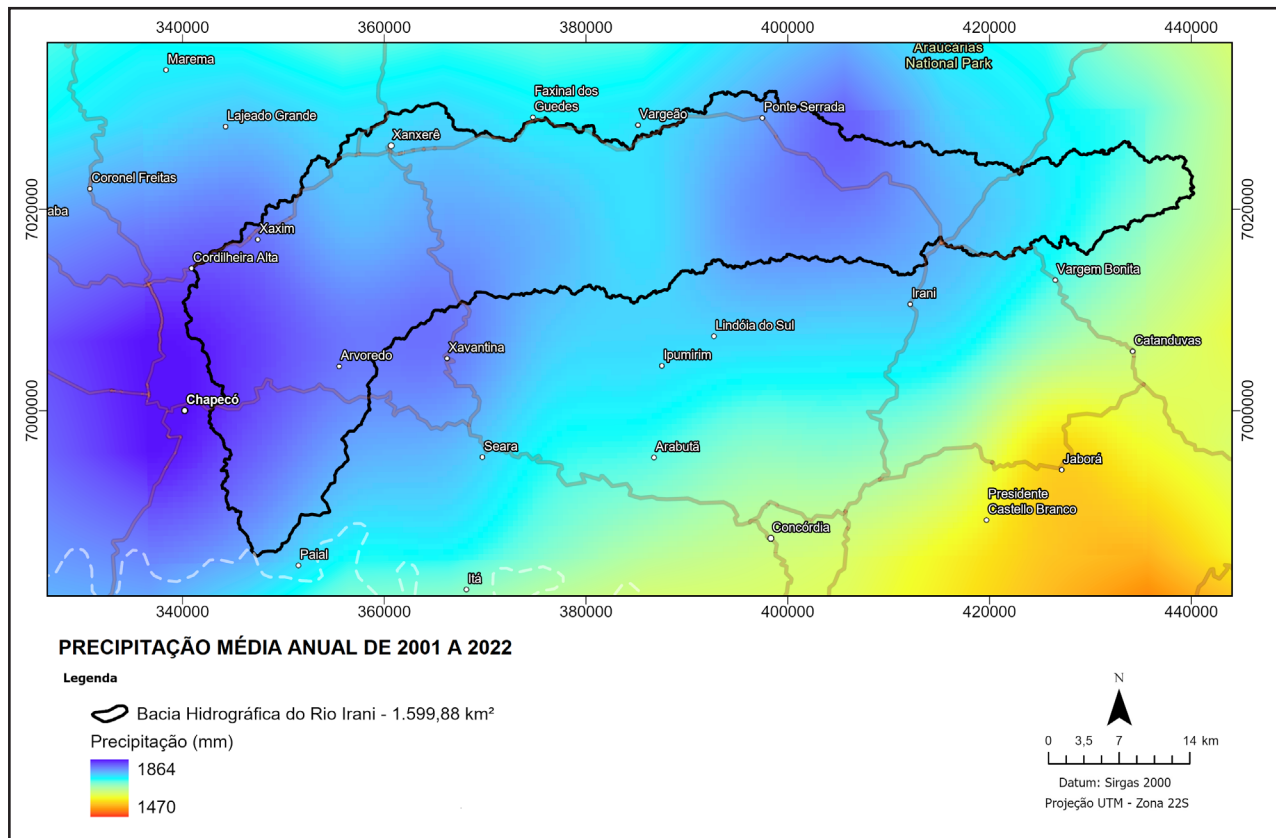 340000 360000 380000 400000 420000 440000
Araucárias
National Park
Marema
Faxinal dos
Guedes
Lajeado Grande
Vargeão
Ponte Serrada
Xanxerê
Coronel Freitas
7020000
7020000
aba
Xaxim
Cordilheira Alta
Vargem Bonita
Irani
Lindóia do Sul
Catanduvas
Xavantina
Arvoredo
Ipumirim
Chapecó
7000000
7000000
Seara
Arabutã
Jaborá
Presidente
Castello Branco
Concórdia
Paial
Itá
340000 360000 380000 400000 420000 440000
PRECIPITAÇÃO MÉDIA ANUAL DE 2001 A 2022
Legenda
Bacia Hidrográfica do Rio Irani - 1.599,88 km²
Precipitação (mm)
1864
1470
N
0 3,5 7 14 km
Datum: Sirgas 2000
Projeção UTM - Zona 22S